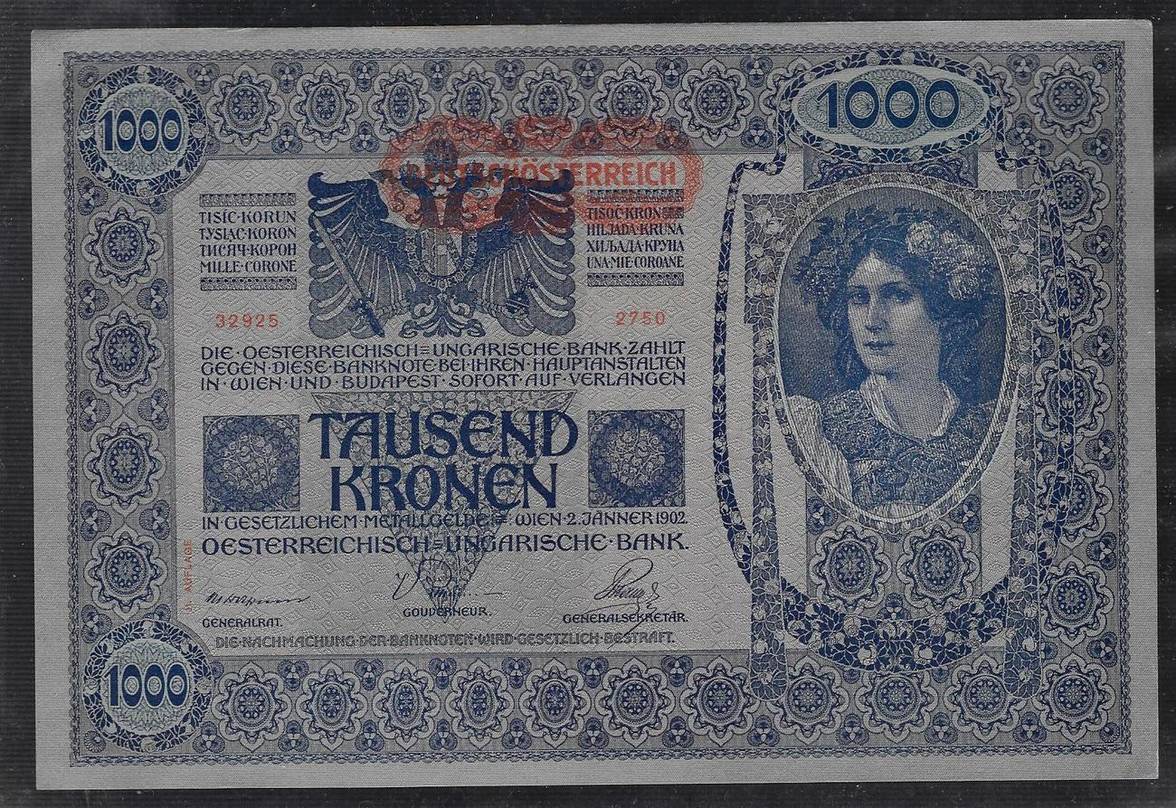 1000
1000
DEUTSCHÖSTERREICH
TISÍC·KORUN
TYSIĄC·KORON
ТИСЯЧ·КОРОН
MILLE·CORONE
TISOČ·KRON
HILJADA·KRUNA
ХИЉАДА·КРУНА
UNA·MIE·COROANE
32925
2750
DIE·OESTERREICHISCH=UNGARISCHE·BANK·ZAHLT
GEGEN·DIESE·BANKNOTE·BEI·IHREN·HAUPTANSTALTEN
IN·WIEN·UND·BUDAPEST·SOFORT·AUF·VERLANGEN
TAUSEND
KRONEN
IN·GESETZLICHEM·METALLGELDE WIEN·2.JÄNNER 1902.
OESTERREICHISCH=UNGARISCHE·BANK.
AUFLAGE
GENERALRAT.
GOUVERNEUR.
GENERALSEKRETÄR.
DIE·NACHMACHUNG·DER·BANKNOTEN·WIRD·GESETZLICH·BESTRAFT.
1000